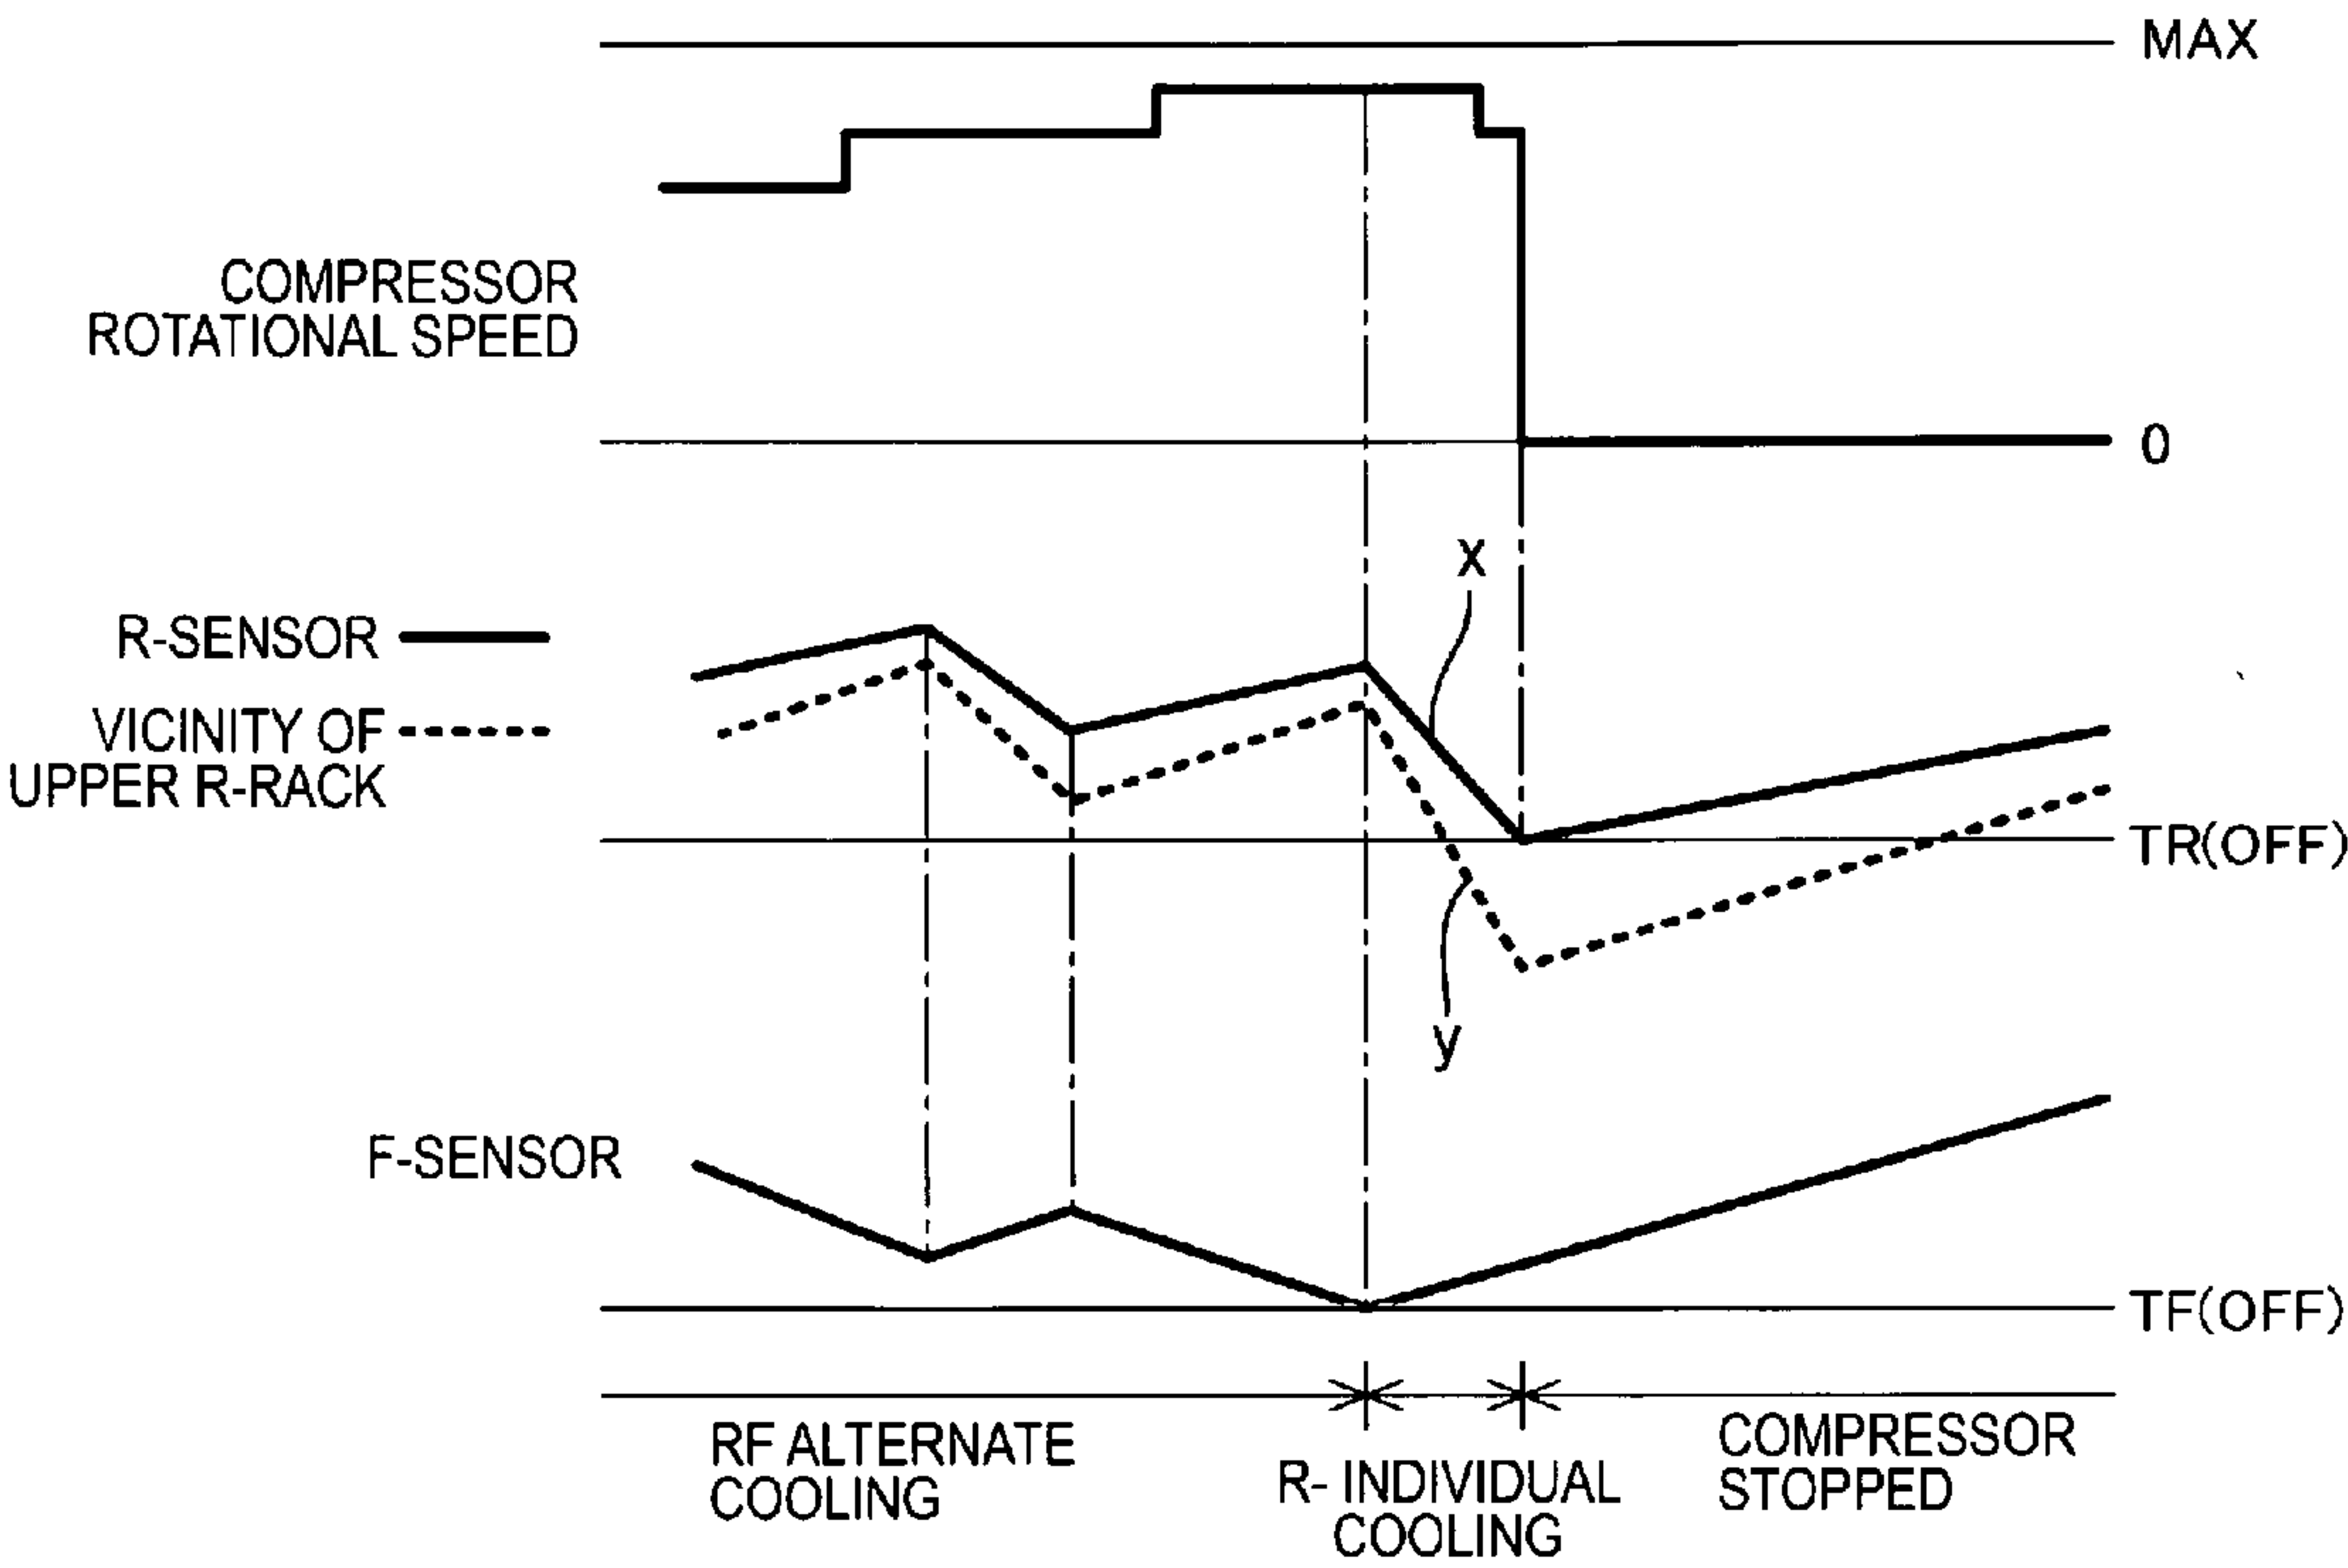 MAX
COMPRESSOR
ROTATIONAL SPEED
0
X
R-SENSOR
VICINITY OF
UPPER R-RACK
TR(OFF)
y
F-SENSOR
TF(OFF)
RF ALTERNATE
COOLING
R- INDIVIDUAL
COOLING
COMPRESSOR
STOPPED